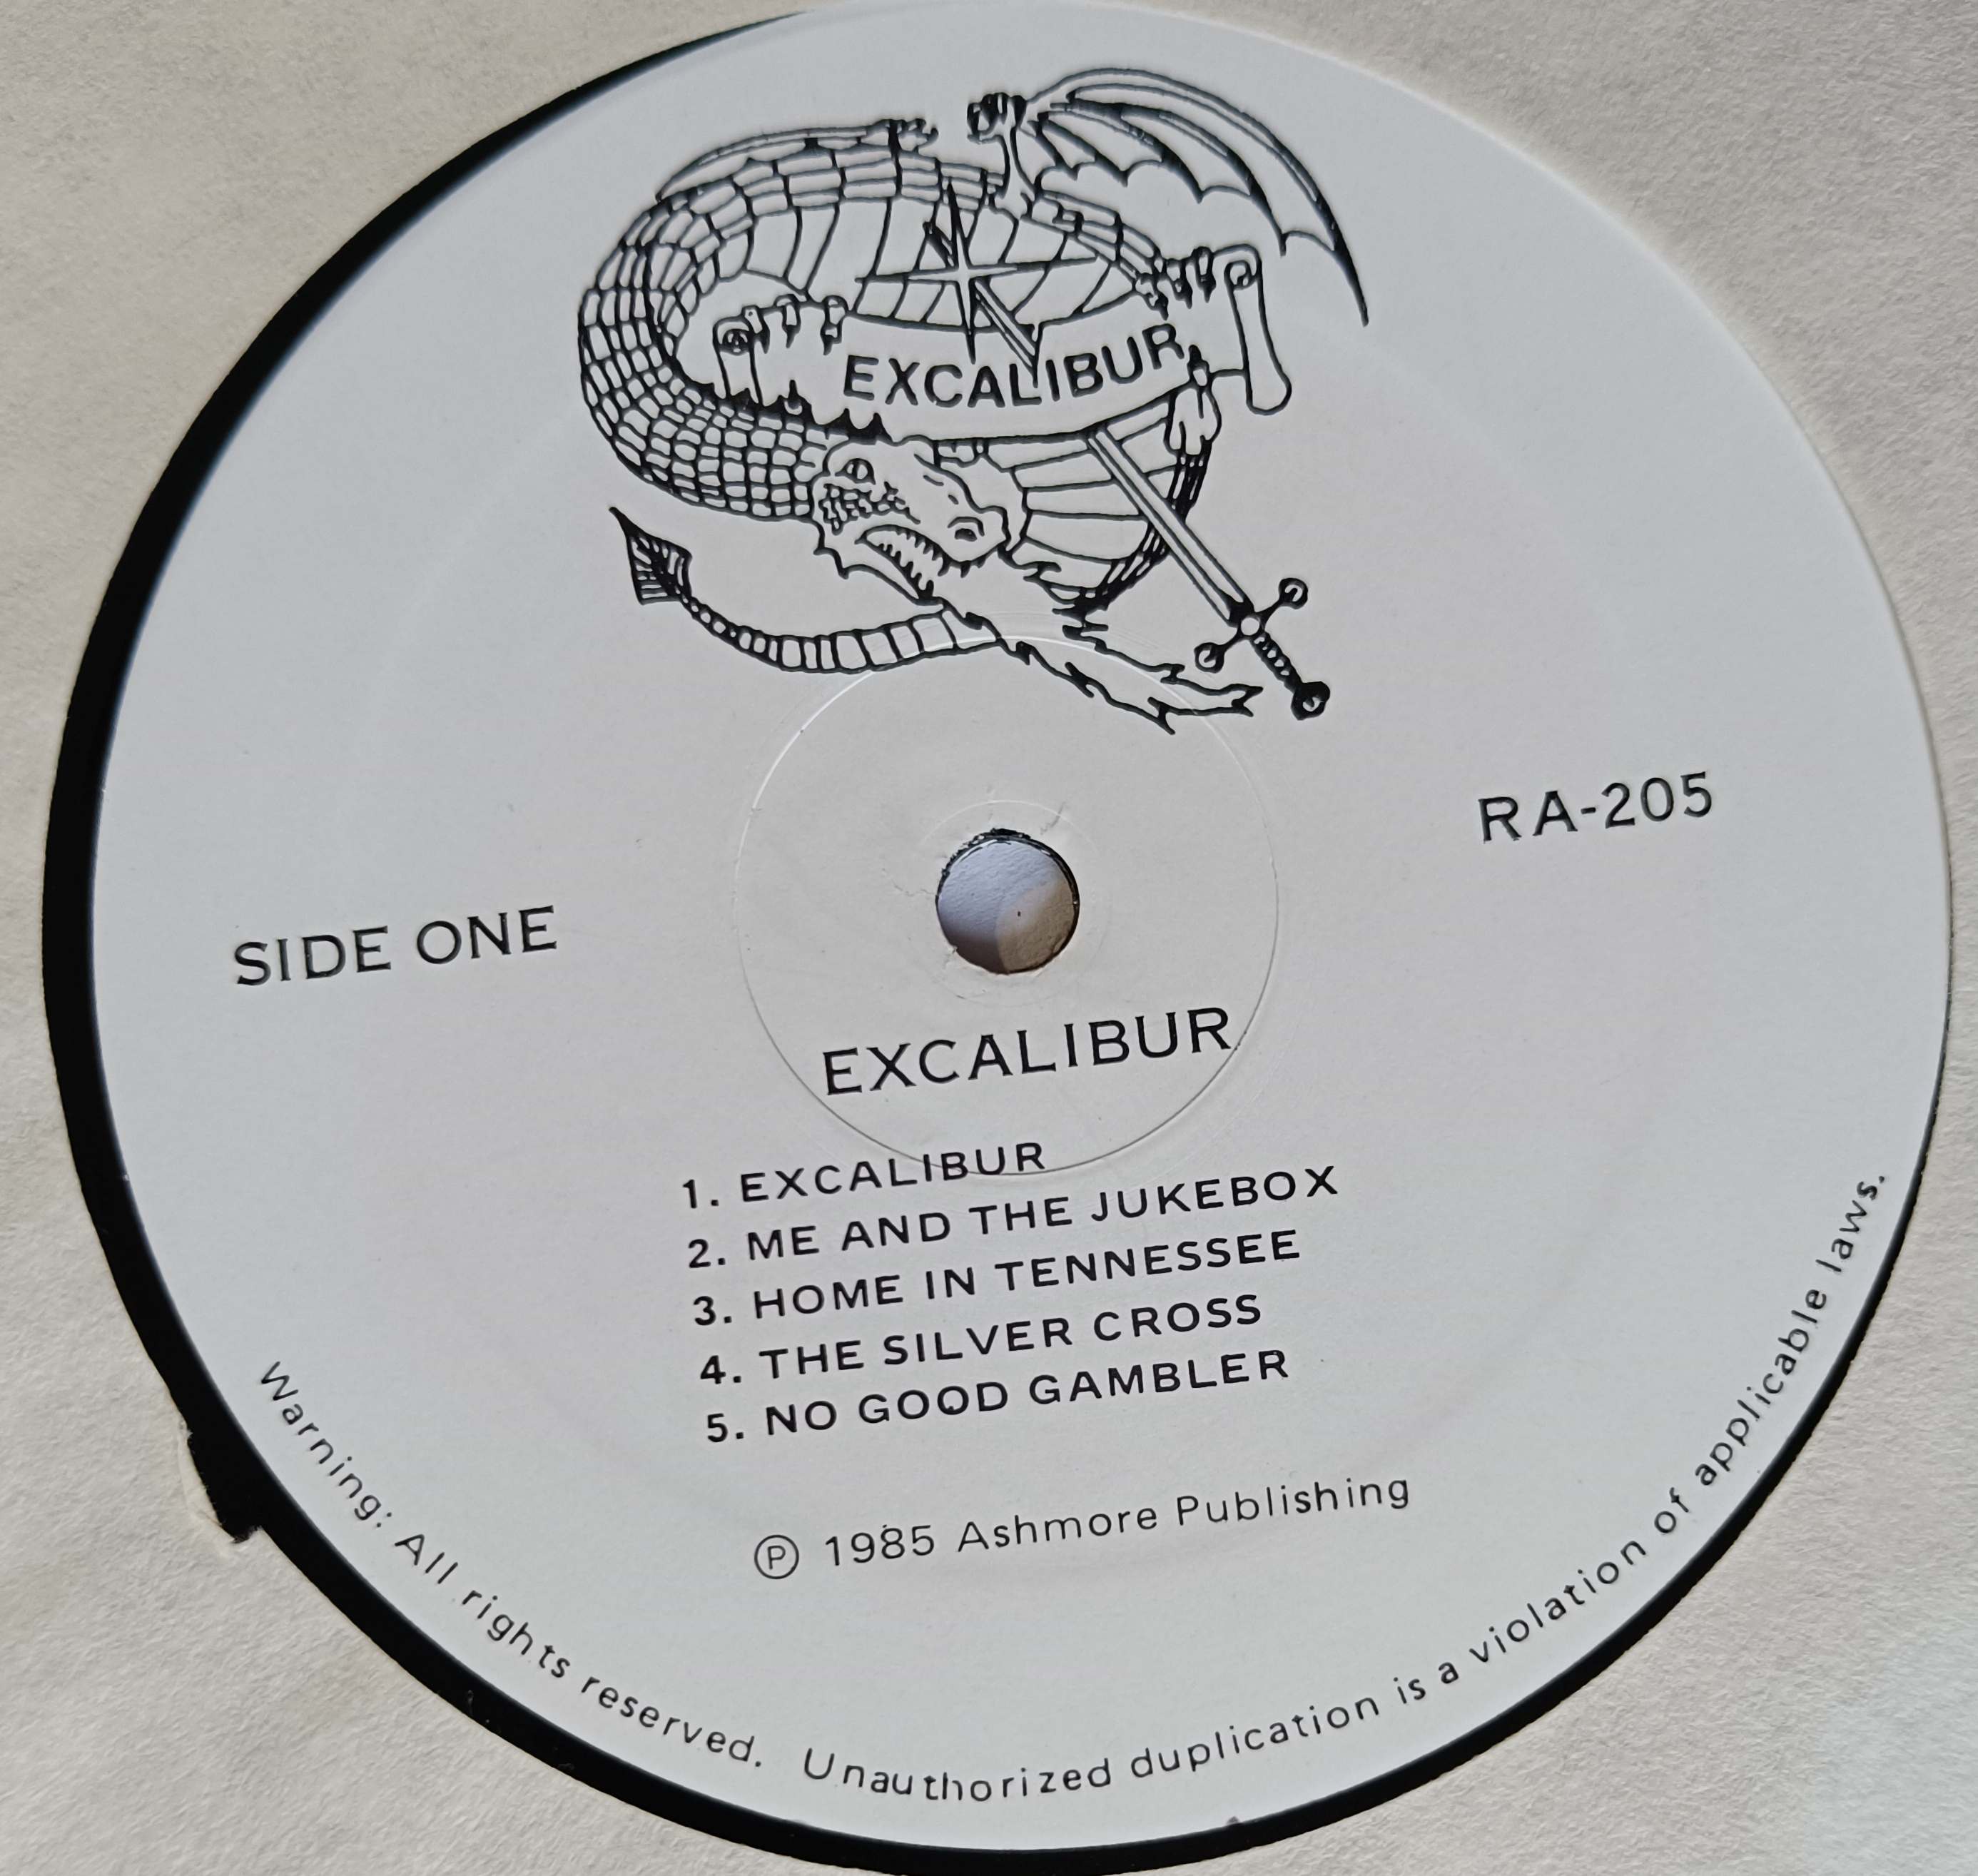 EXCALIBUR
RA-205
SIDE ONE
EXCALIBUR
1. EXCALIBUR
2. ME AND THE JUKEBOX
3. HOME IN TENNESSEE
4. THE SILVER CROSS
5. NO GOOD GAMBLER
Ⓟ 1985 Ashmore Publishing
Warning: All rights reserved. Unauthorized duplication is a violation of applicable laws.